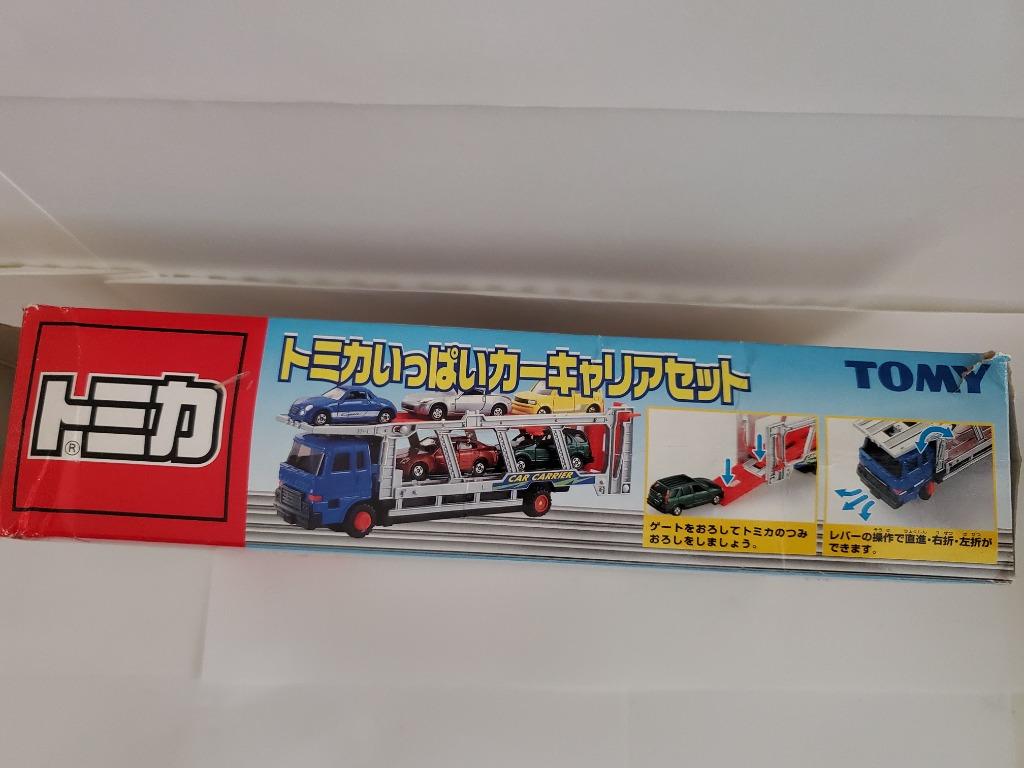 トミカ
®
トミカいっぱいカーキャリアセット
TOMY
CAR CARRIER
ゲートをおろしてトミカのつみ
おろしをしましょう。
レバーの操作で直進・右折・左折が
できます。